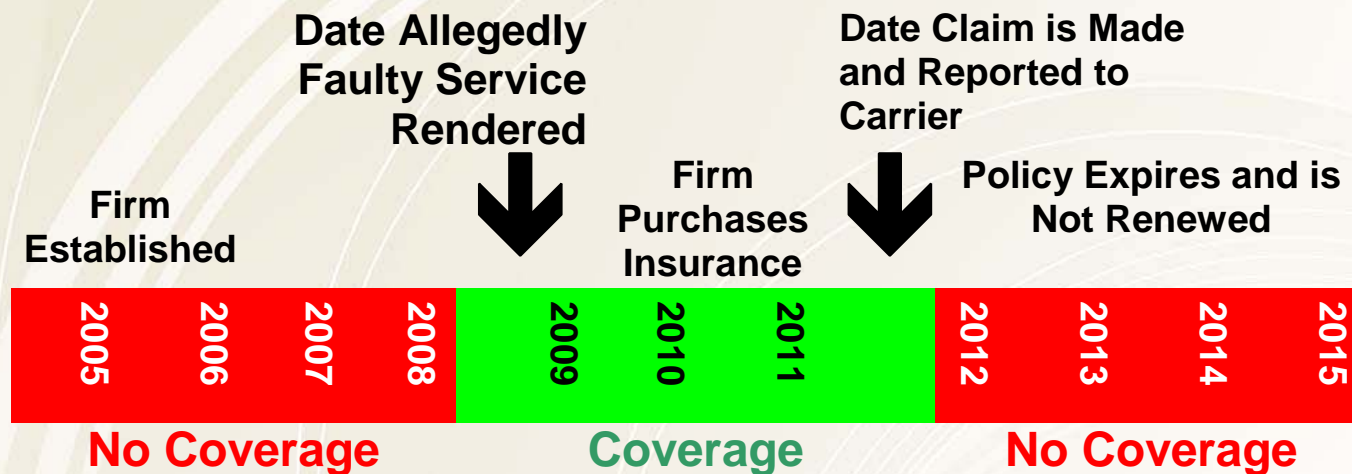 Date Allegedly
Faulty Service
Rendered
Date Claim is Made
and Reported to
Carrier
Firm
Established
Firm
Purchases
Insurance
Policy Expires and is
Not Renewed
2005
2006
2007
2008
2009
2010
2011
2012
2013
2014
2015
No Coverage
Coverage
No Coverage